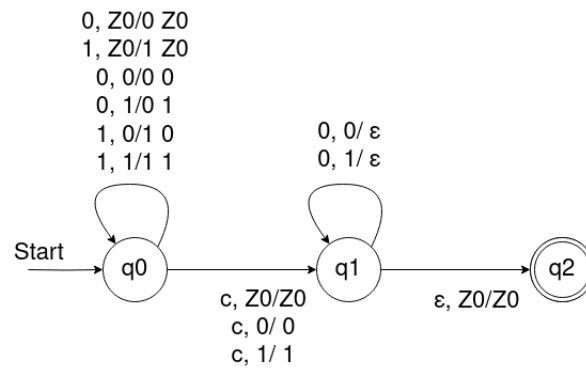 0, Z0/0 Z0
1, Z0/1 Z0
0, 0/0 0
0, 1/0 1
1, 0/1 0
1, 1/1 1
0, 0/ ε
0, 1/ ε
Start
q0
q1
q2
c, Z0/Z0
c, 0/ 0
c, 1/ 1
ε, Z0/Z0